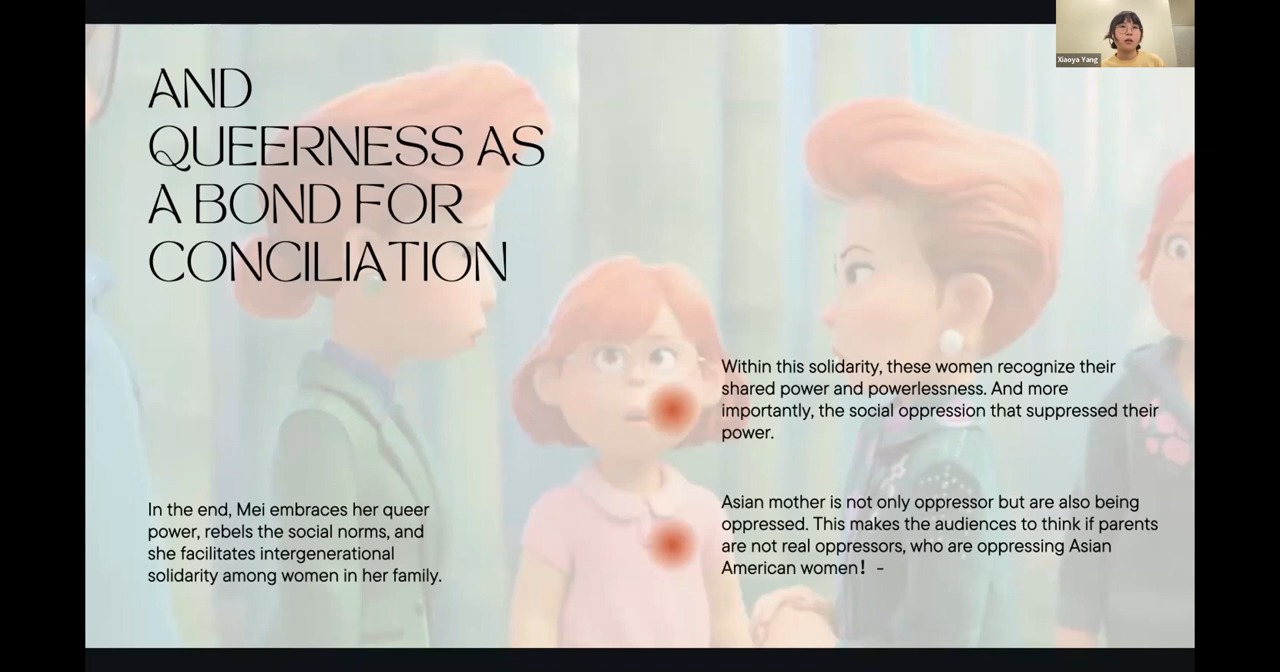 AND
QUEERNESS AS
A BOND FOR
CONCILIATION
In the end, Mei embraces her queer
power, rebels the social norms, and
she facilitates intergenerational
solidarity among women in her family.
Within this solidarity, these women recognize their
shared power and powerlessness. And more
importantly, the social oppression that suppressed their
power.
Asian mother is not only oppressor but are also being
oppressed. This makes the audiences to think if parents
are not real oppressors, who are oppressing Asian
American women！ -
Xiaoya Yang